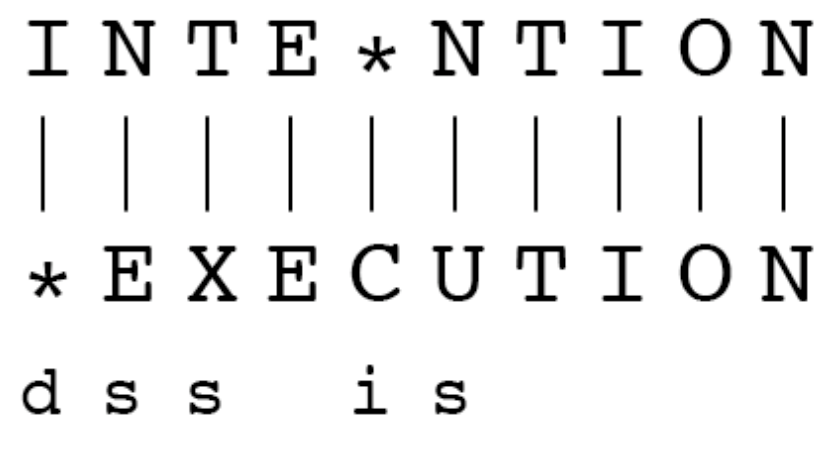 I N T E * N T I O N
| | | | | | | | | |
* E X E C U T I O N
d s s i s